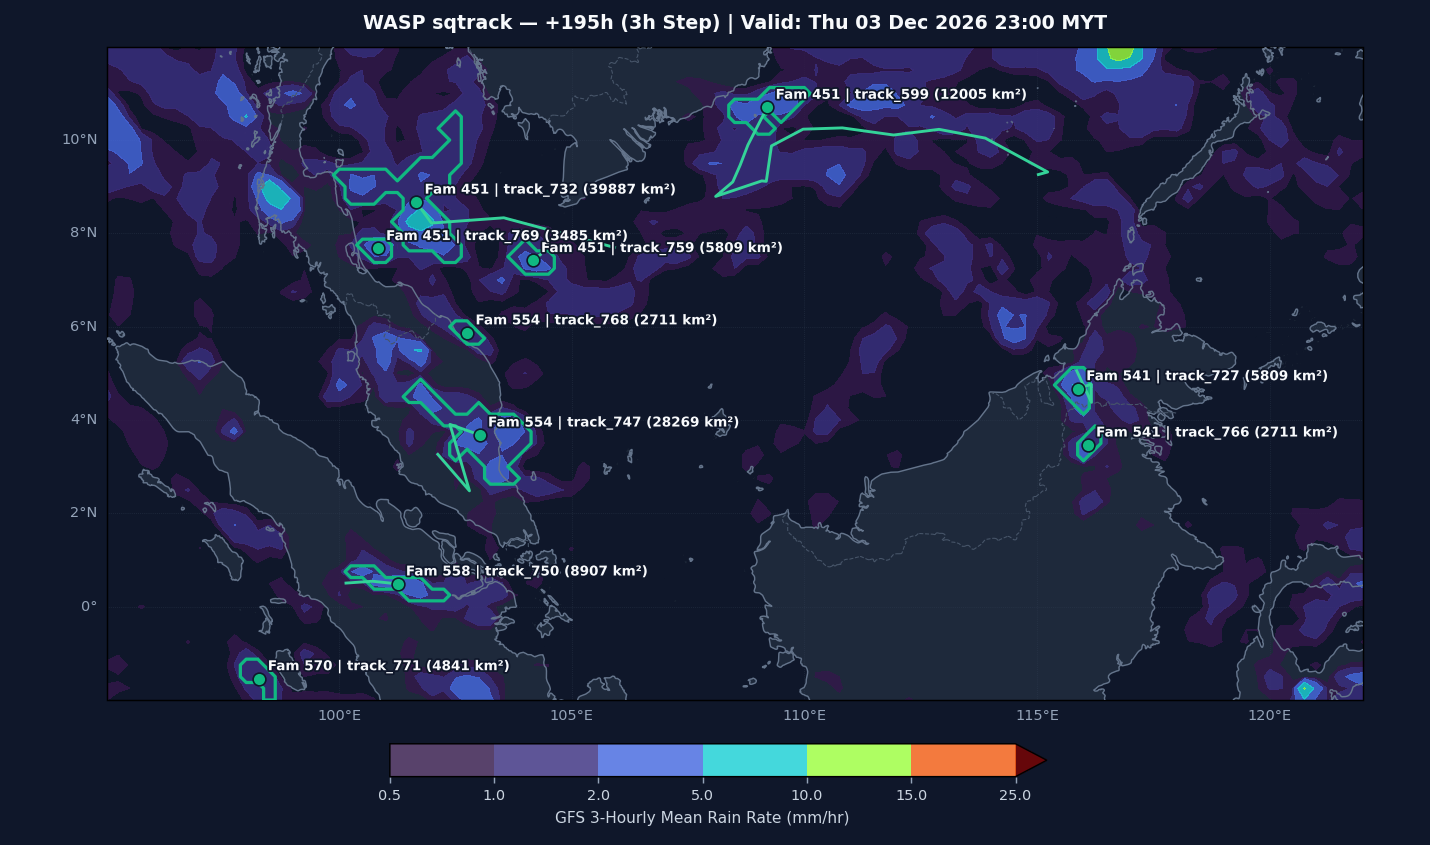 WASP sqtrack — +195h (3h Step) | Valid: Thu 03 Dec 2026 23:00 MYT
Fam 451 | track_599 (12005 km²)
10°N
Fam 451 | track_732 (39887 km²)
8°N
Fam 451 | track_769 (3485 km²)
Fam 451 | track_759 (5809 km²)
Fam 554 | track_768 (2711 km²)
6°N
Fam 541 | track_727 (5809 km²)
4°N
Fam 554 | track_747 (28269 km²)
Fam 541 | track_766 (2711 km²)
2°N
Fam 558 | track_750 (8907 km²)
0°
Fam 570 | track_771 (4841 km²)
100°E 105°E 110°E 115°E 120°E
0.5 1.0 2.0 5.0 10.0 15.0 25.0
GFS 3-Hourly Mean Rain Rate (mm/hr)